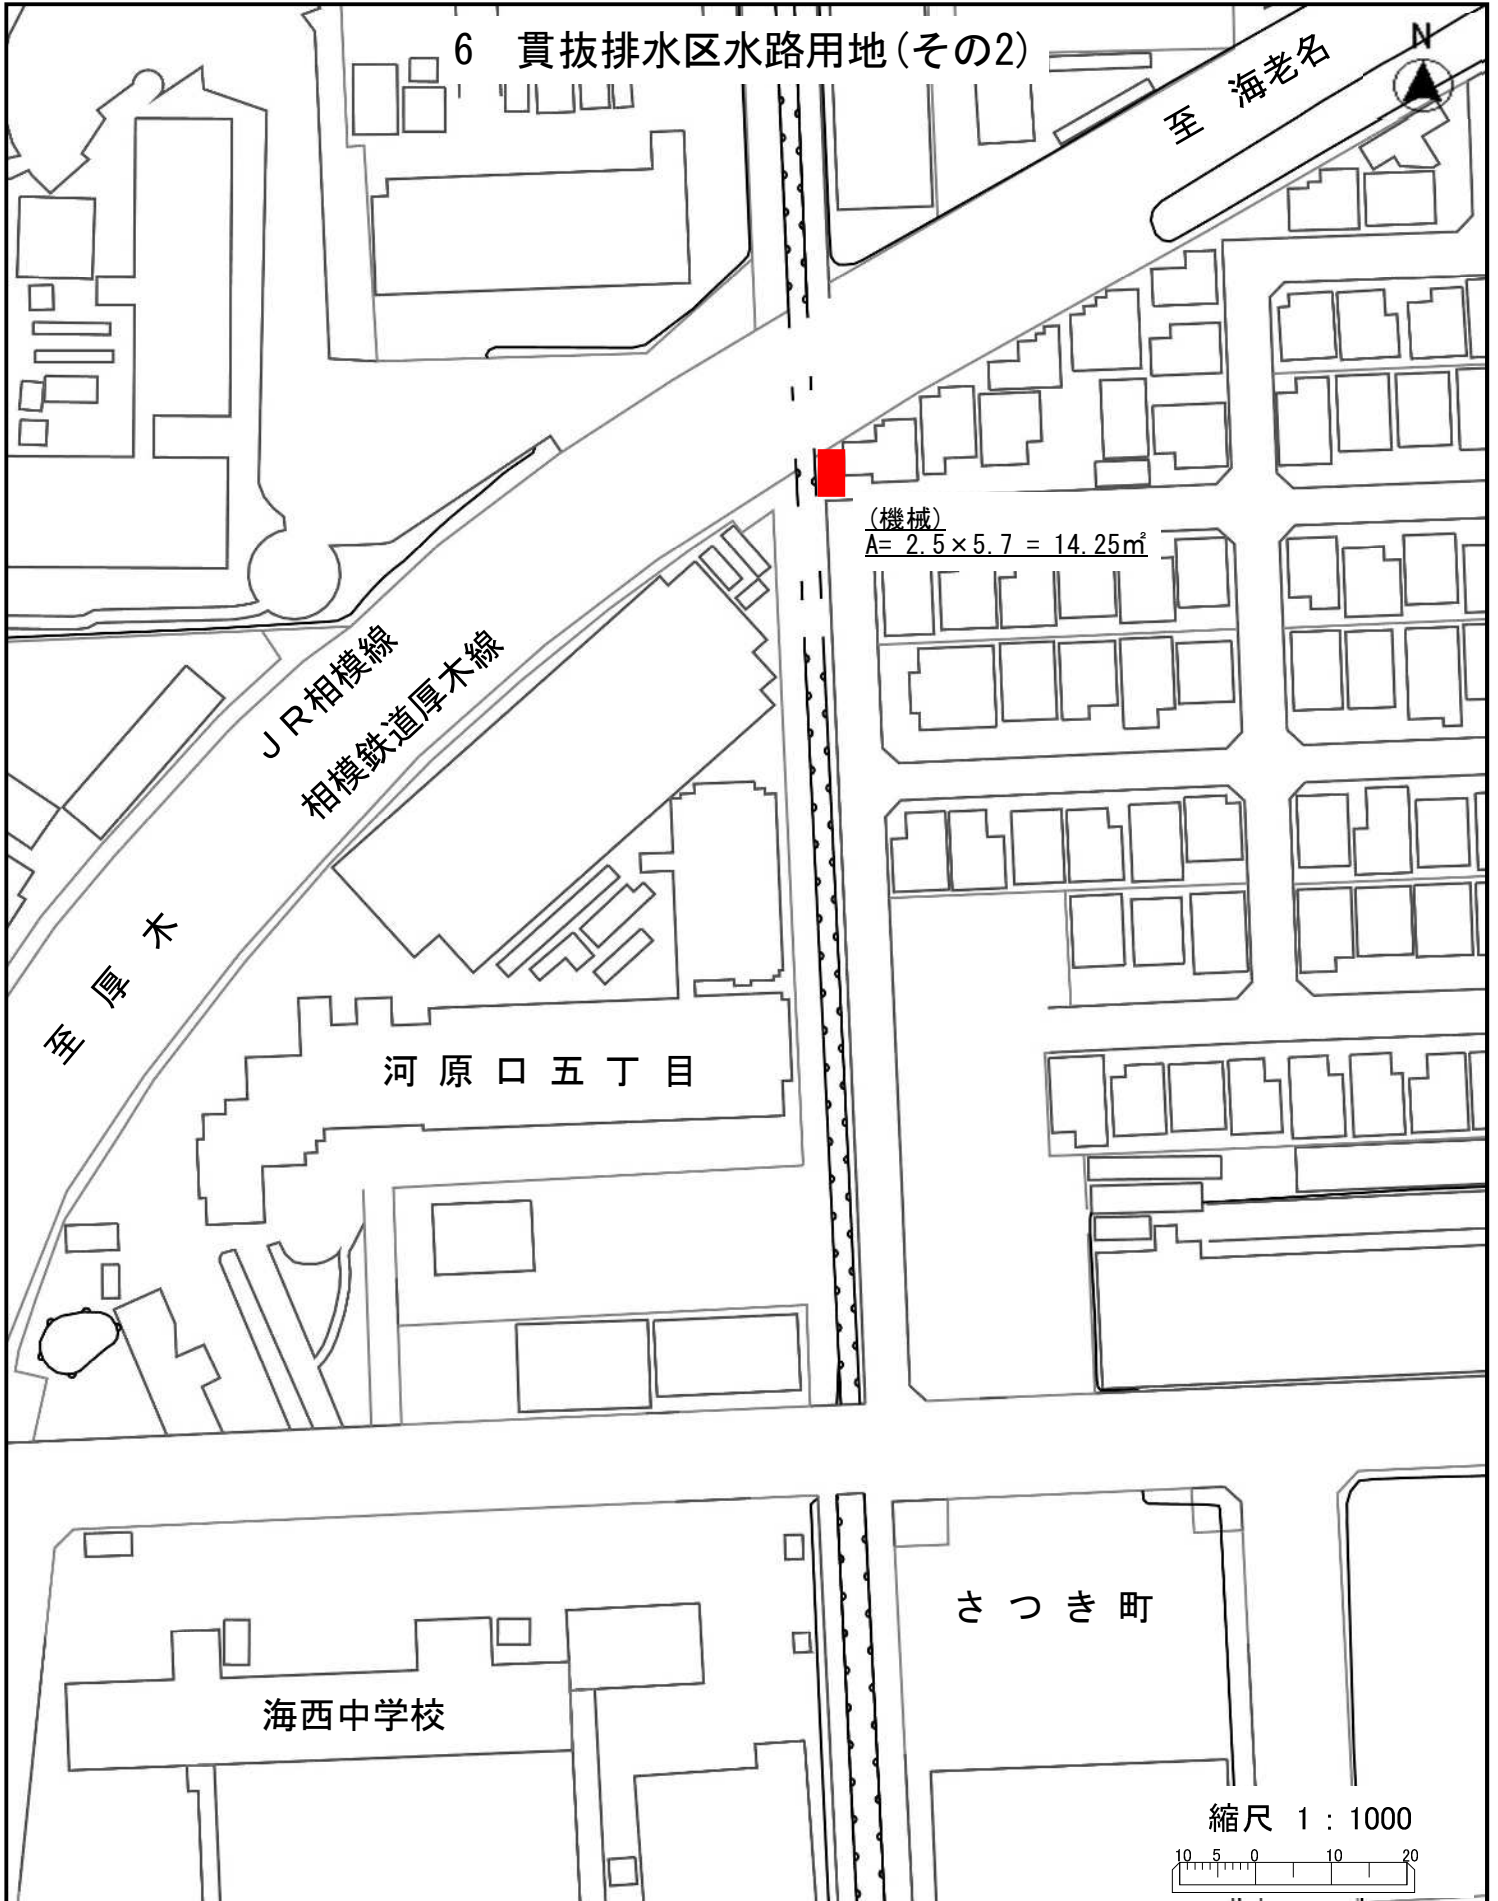 6　貫抜排水区水路用地(その2)
N
至　海老名
(機械)
A= 2.5×5.7 = 14.25㎡
ＪＲ相模線
相模鉄道厚木線
至　厚　木
河原口五丁目
さつき町
海西中学校
縮尺 1：1000
10 5 0 10 20